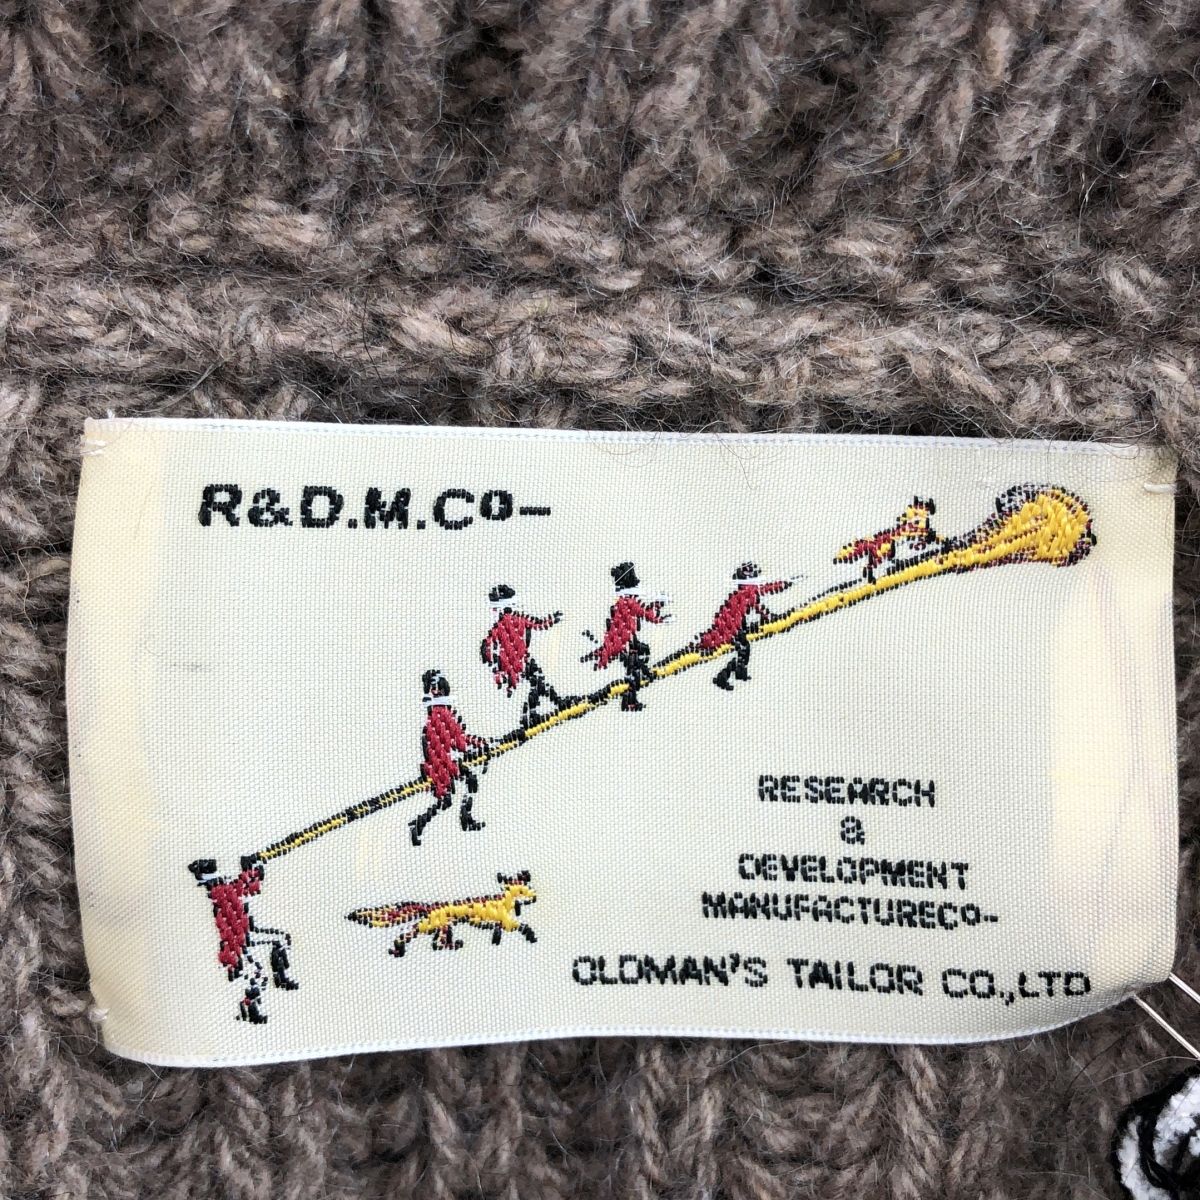 R&D.M.Co-
RESEARCH
&
DEVELOPMENT
MANUFACTURECo-
OLDMAN'S TAILOR CO.,LTD